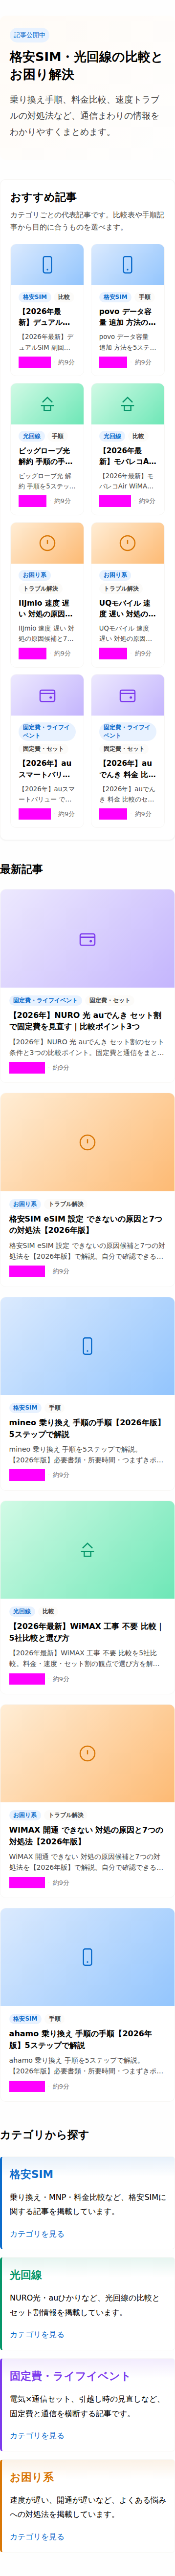 記事公開中
格安SIM・光回線の比較と
お困り解決
乗り換え手順、料金比較、速度トラブ
ルの対処法など、通信まわりの情報を
わかりやすくまとめます。
おすすめ記事
カテゴリごとの代表記事です。比較表や手順記
事から目的に合うものを選べます。
格安SIM 比較
【2026年最
新】デュアル…
【2026年最新】デ
ュアルSIM 副回…
約9分
格安SIM 手順
povo データ容
量 追加 方法の…
povo データ容量
追加 方法を5ステ…
約9分
光回線 手順
ビッグローブ光
解約 手順の手…
ビッグローブ光 解
約 手順を5ステッ…
約9分
光回線 比較
【2026年最
新】モバレコA…
【2026年最新】モ
バレコAir WiMA…
約9分
お困り系
トラブル解決
IIJmio 速度 遅
い 対処の原因…
IIJmio 速度 遅い 対
処の原因候補と7…
約9分
お困り系
トラブル解決
UQモバイル 速
度 遅い 対処の…
UQモバイル 速度
遅い 対処の原因…
約9分
固定費・ライフイ
ベント
固定費・セット
【2026年】au
スマートバリ…
【2026年】auス
マートバリュー で…
約9分
固定費・ライフイ
ベント
固定費・セット
【2026年】au
でんき 料金 比…
【2026年】auでん
き 料金 比較のセ…
約9分
最新記事
固定費・ライフイベント 固定費・セット
【2026年】NURO 光 auでんき セット割
で固定費を見直す｜比較ポイント3つ
【2026年】NURO 光 auでんき セット割のセット
条件と3つの比較ポイント。固定費と通信をまと…
約9分
お困り系 トラブル解決
格安SIM eSIM 設定 できないの原因と7つ
の対処法【2026年版】
格安SIM eSIM 設定 できないの原因候補と7つの対
処法を【2026年版】で解説。自分で確認できる…
約9分
格安SIM 手順
mineo 乗り換え 手順の手順【2026年版】
5ステップで解説
mineo 乗り換え 手順を5ステップで解説。
【2026年版】必要書類・所要時間・つまずきポ…
約9分
光回線 比較
【2026年最新】WiMAX 工事 不要 比較｜
5社比較と選び方
【2026年最新】WiMAX 工事 不要 比較を5社比
較。料金・速度・セット割の観点で選び方を解…
約9分
お困り系 トラブル解決
WiMAX 開通 できない 対処の原因と7つの
対処法【2026年版】
WiMAX 開通 できない 対処の原因候補と7つの対
処法を【2026年版】で解説。自分で確認できる…
約9分
格安SIM 手順
ahamo 乗り換え 手順の手順【2026年
版】5ステップで解説
ahamo 乗り換え 手順を5ステップで解説。
【2026年版】必要書類・所要時間・つまずきポ…
約9分
カテゴリから探す
格安SIM
乗り換え・MNP・料金比較など、格安SIMに関
する記事を掲載しています。
カテゴリを見る
光回線
NURO光・auひかりなど、光回線の比較と
セット割情報を掲載しています。
カテゴリを見る
固定費・ライフイベント
電気×通信セット、引越し時の見直しなど、
固定費と通信を横断する記事です。
カテゴリを見る
お困り系
速度が遅い、開通が遅いなど、よくある悩み
への対処法を掲載しています。
カテゴリを見る